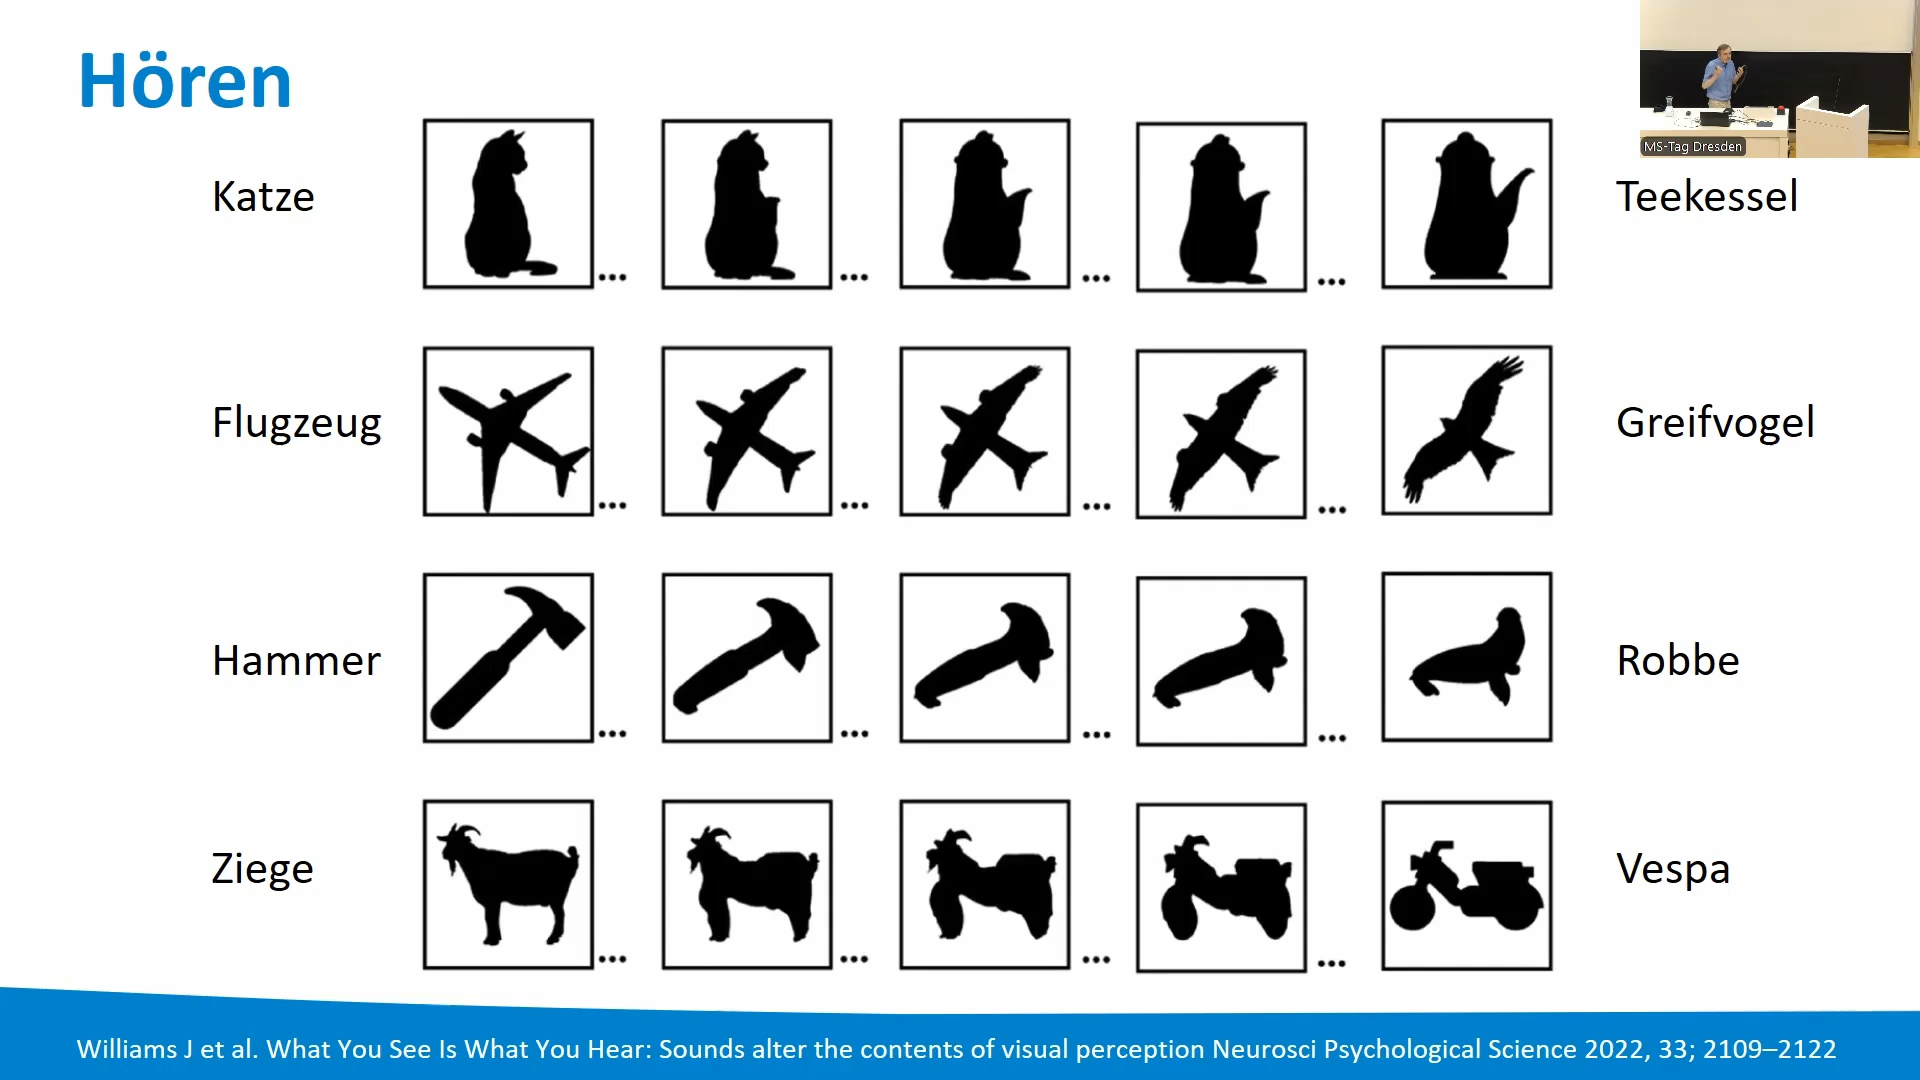 Hören
MS-Tag Dresden
Katze
Teekessel
Flugzeug
Greifvogel
Hammer
Robbe
Ziege
Vespa
Williams J et al. What You See Is What You Hear: Sounds alter the contents of visual perception Neurosci Psychological Science 2022, 33; 2109–2122